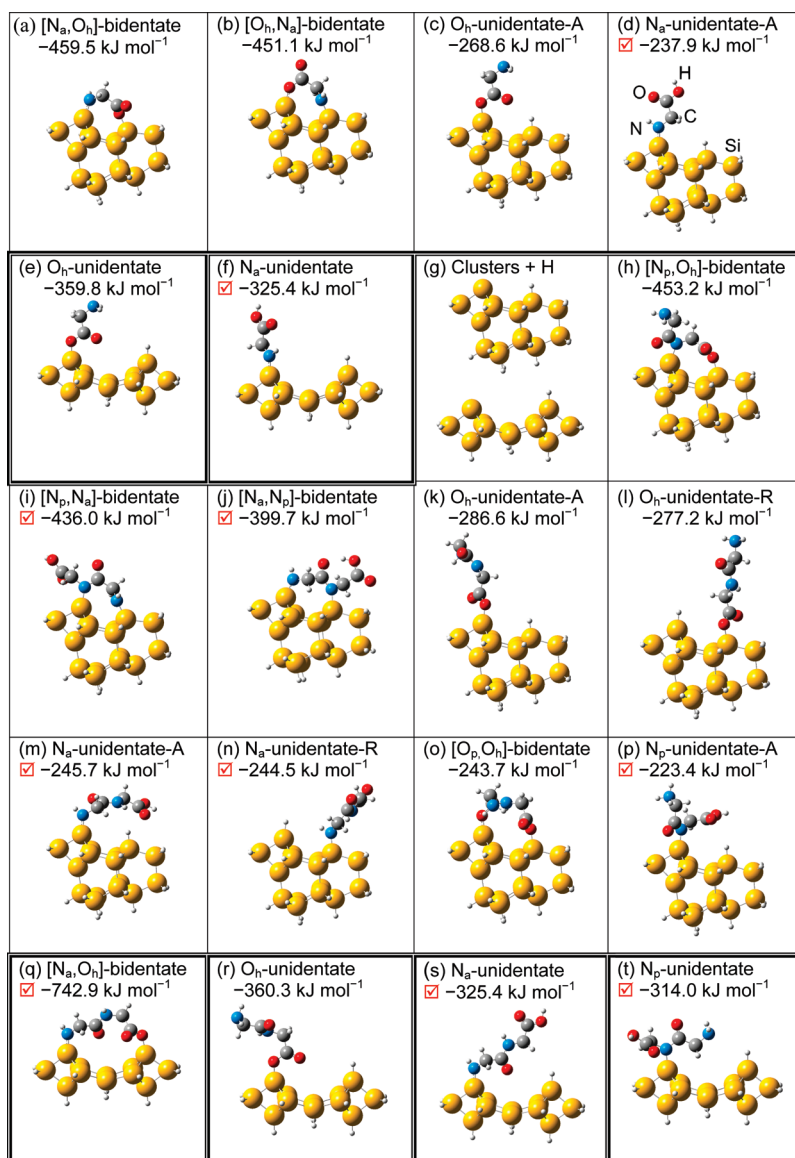 (a) [Nₐ,Oₕ]-bidentate
−459.5 kJ mol⁻¹
(b) [Oₕ,Nₐ]-bidentate
−451.1 kJ mol⁻¹
(c) Oₕ-unidentate-A
−268.6 kJ mol⁻¹
(d) Nₐ-unidentate-A
☑ −237.9 kJ mol⁻¹
H
O
C
N
Si
(e) Oₕ-unidentate
−359.8 kJ mol⁻¹
(f) Nₐ-unidentate
☑ −325.4 kJ mol⁻¹
(g) Clusters + H
(h) [Nₚ,Oₕ]-bidentate
−453.2 kJ mol⁻¹
(i) [Nₚ,Nₐ]-bidentate
☑ −436.0 kJ mol⁻¹
(j) [Nₐ,Nₚ]-bidentate
☑ −399.7 kJ mol⁻¹
(k) Oₕ-unidentate-A
−286.6 kJ mol⁻¹
(l) Oₕ-unidentate-R
−277.2 kJ mol⁻¹
(m) Nₐ-unidentate-A
☑ −245.7 kJ mol⁻¹
(n) Nₐ-unidentate-R
☑ −244.5 kJ mol⁻¹
(o) [Oₚ,Oₕ]-bidentate
−243.7 kJ mol⁻¹
(p) Nₚ-unidentate-A
☑ −223.4 kJ mol⁻¹
(q) [Nₐ,Oₕ]-bidentate
☑ −742.9 kJ mol⁻¹
(r) Oₕ-unidentate
−360.3 kJ mol⁻¹
(s) Nₐ-unidentate
☑ −325.4 kJ mol⁻¹
(t) Nₚ-unidentate
☑ −314.0 kJ mol⁻¹